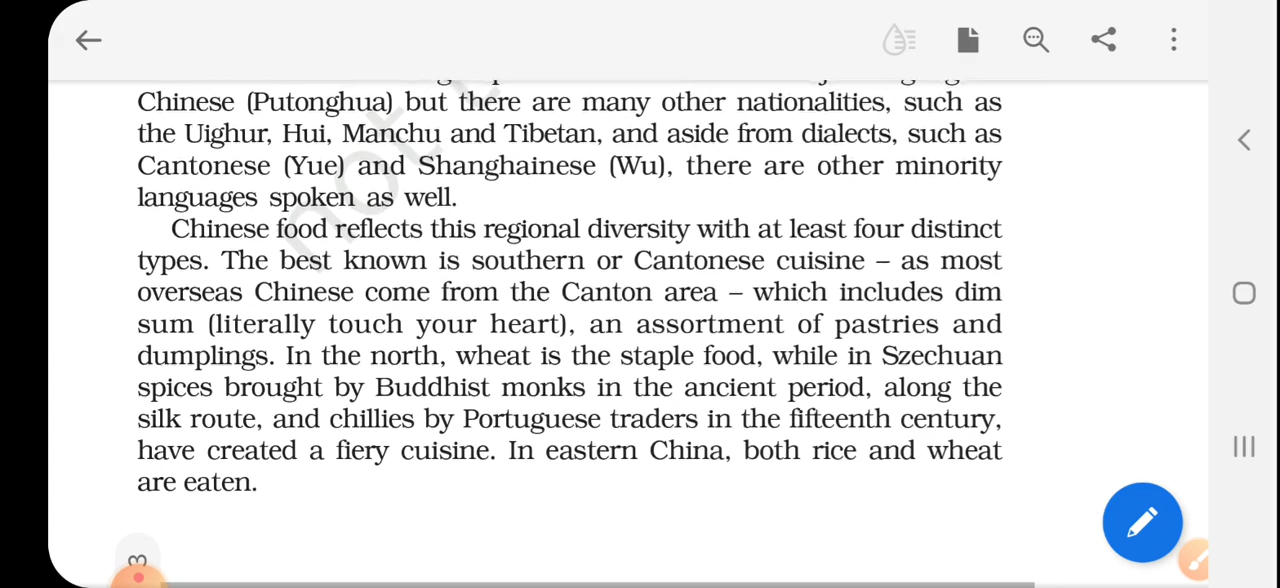 Chinese (Putonghua) but there are many other nationalities, such as
the Uighur, Hui, Manchu and Tibetan, and aside from dialects, such as
Cantonese (Yue) and Shanghainese (Wu), there are other minority
languages spoken as well.
Chinese food reflects this regional diversity with at least four distinct
types. The best known is southern or Cantonese cuisine – as most
overseas Chinese come from the Canton area – which includes dim
sum (literally touch your heart), an assortment of pastries and
dumplings. In the north, wheat is the staple food, while in Szechuan
spices brought by Buddhist monks in the ancient period, along the
silk route, and chillies by Portuguese traders in the fifteenth century,
have created a fiery cuisine. In eastern China, both rice and wheat
are eaten.
not t